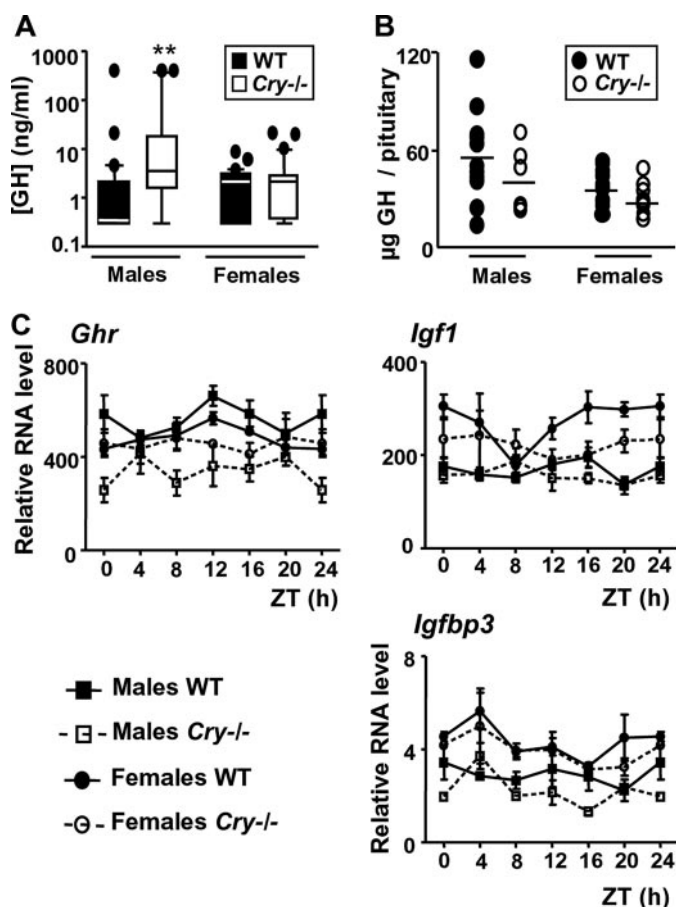 A
[GH] (ng/ml)
1000
100
10
1
0.1
**
WT
Cry-/-
Males
Females
B
µg GH / pituitary
120
60
0
WT
Cry-/-
Males
Females
C
Ghr
Relative RNA level
800
400
0
0 4 8 12 16 20 24
ZT (h)
Igf1
400
200
0
0 4 8 12 16 20 24
ZT (h)
Males WT
Males Cry-/-
Females WT
Females Cry-/-
Igfbp3
Relative RNA level
8
4
0
0 4 8 12 16 20 24
ZT (h)